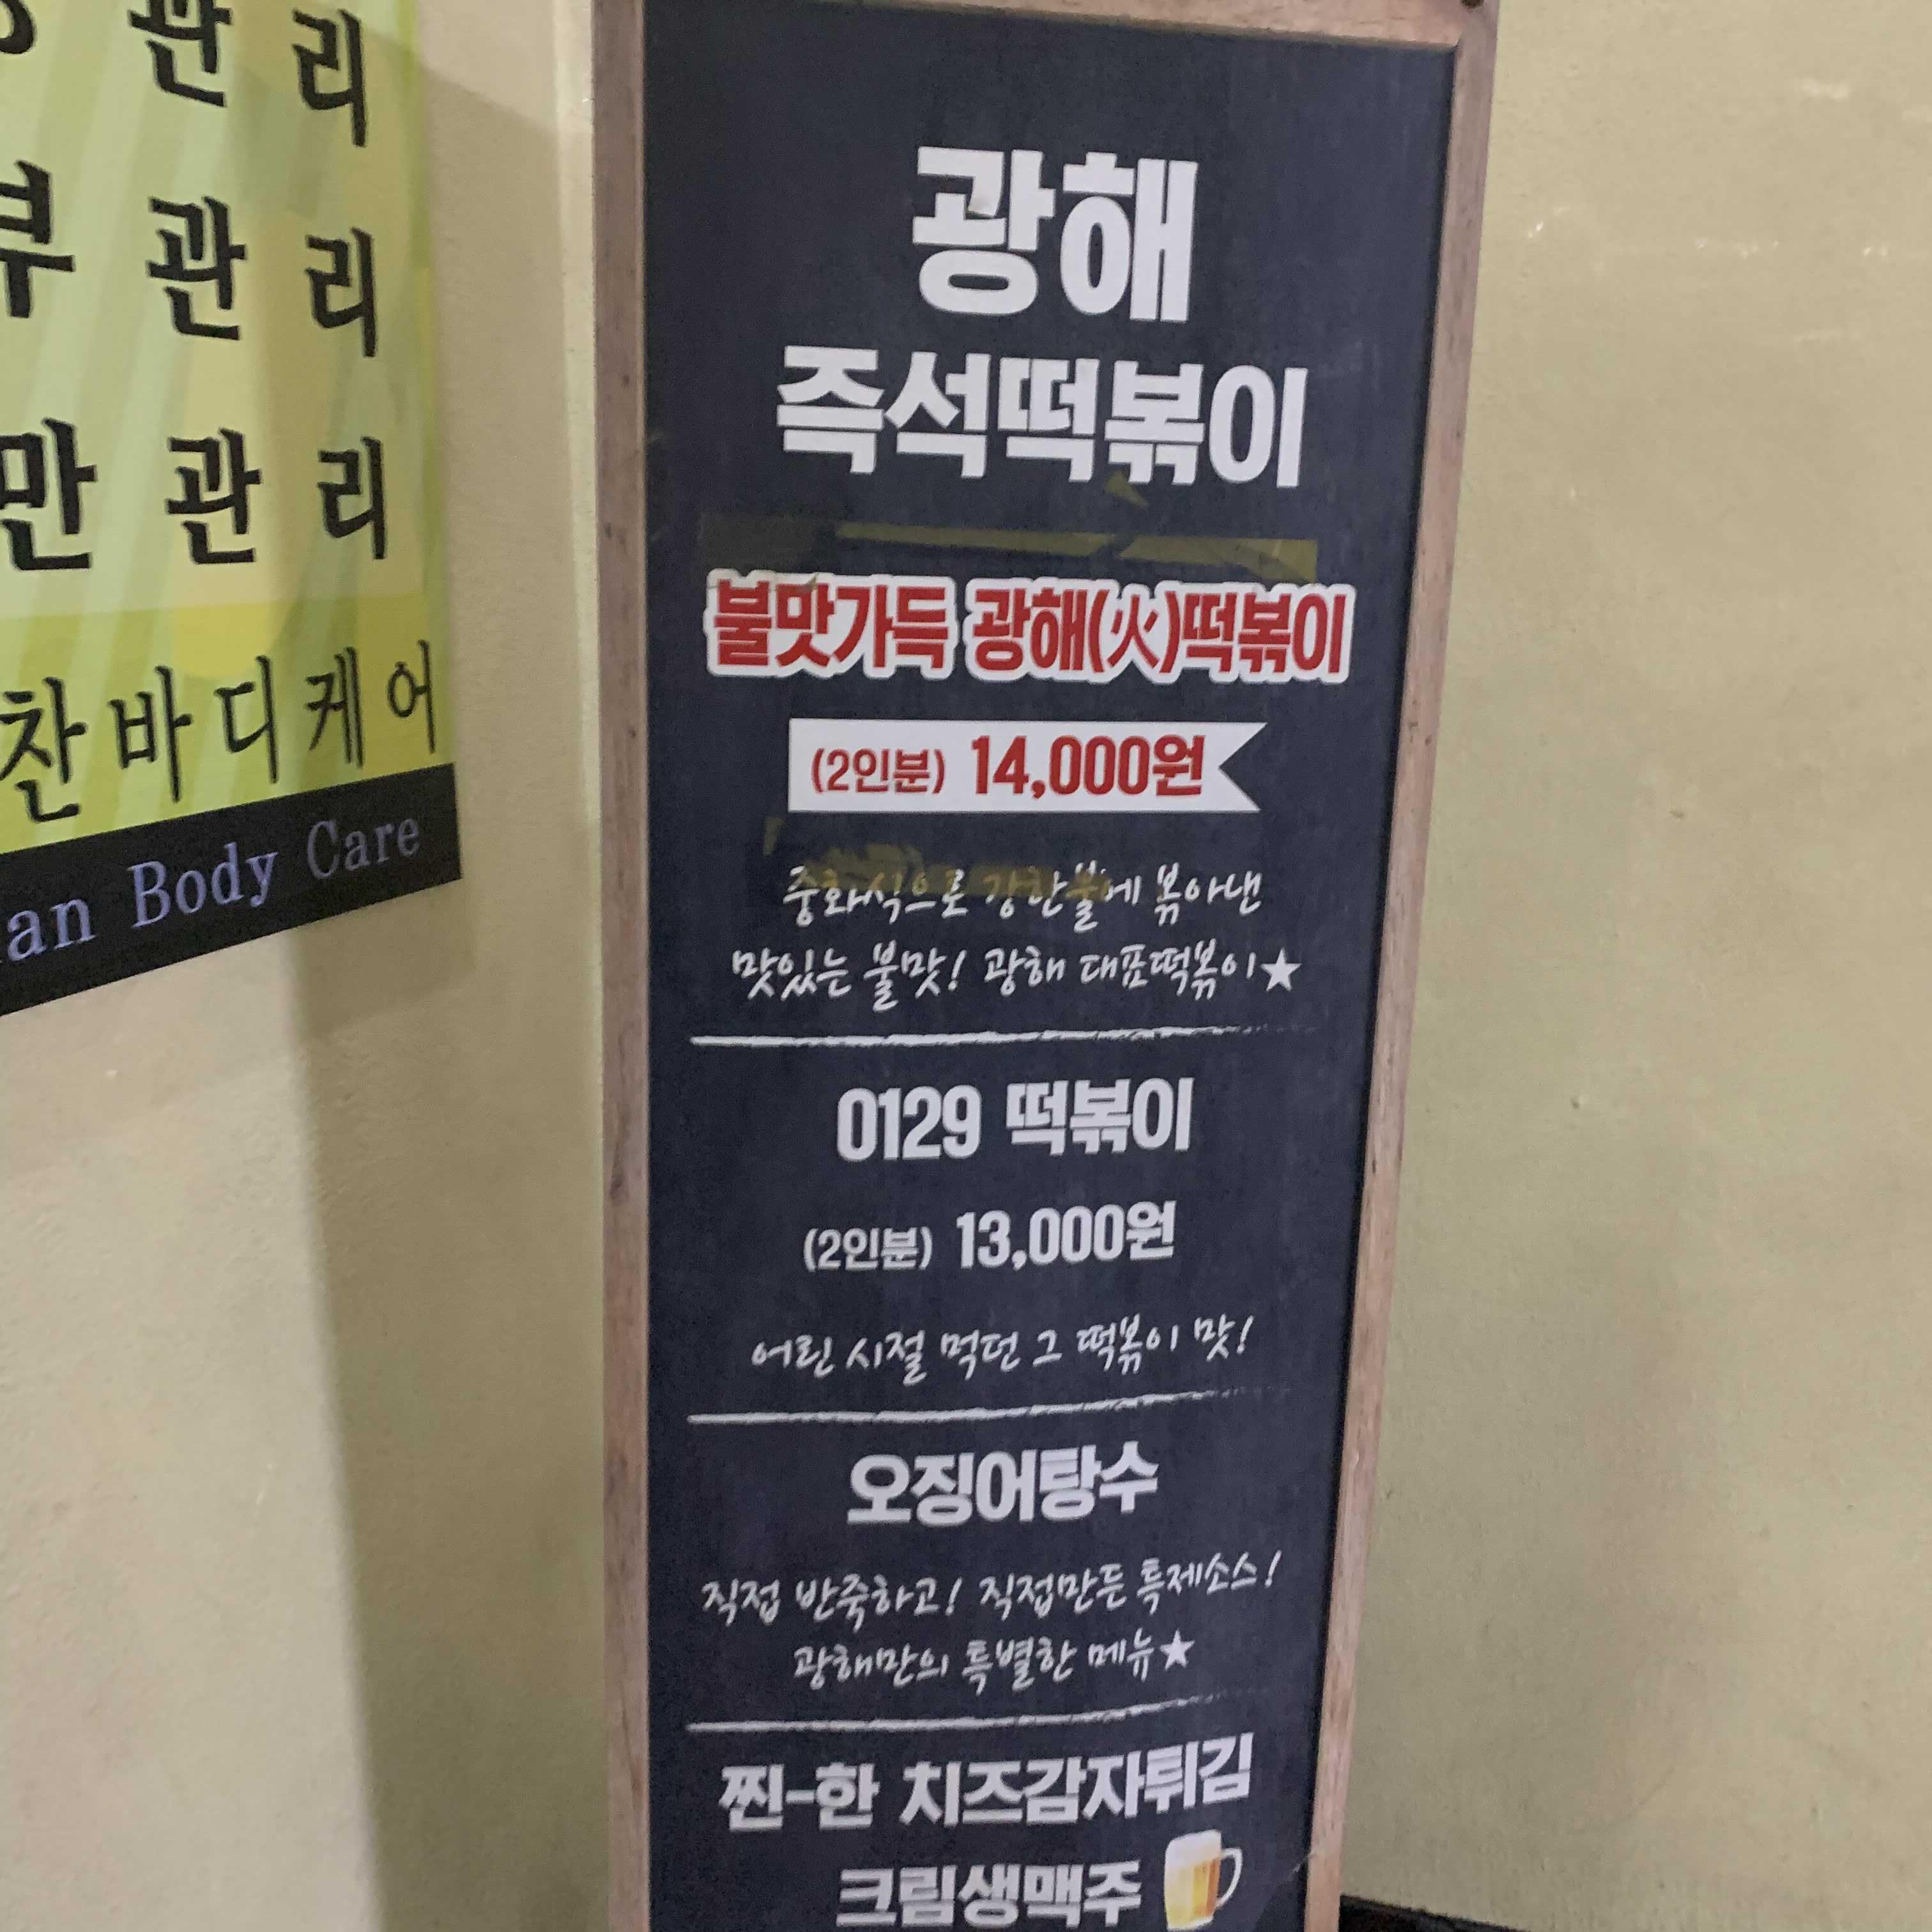 관리
관리
만 관리
찬바디케어
an Body Care
광해
즉석떡볶이
불맛가득 광해(火)떡볶이
(2인분) 14,000원
중화식으로 강한불에 볶아낸
맛있는 불맛! 광해 대표떡볶이★
0129 떡볶이
(2인분) 13,000원
어린 시절 먹던 그 떡볶이 맛!
오징어탕수
직접 반죽하고! 직접만든 특제소스!
광해만의 특별한 메뉴★
찐-한 치즈감자튀김
크림생맥주